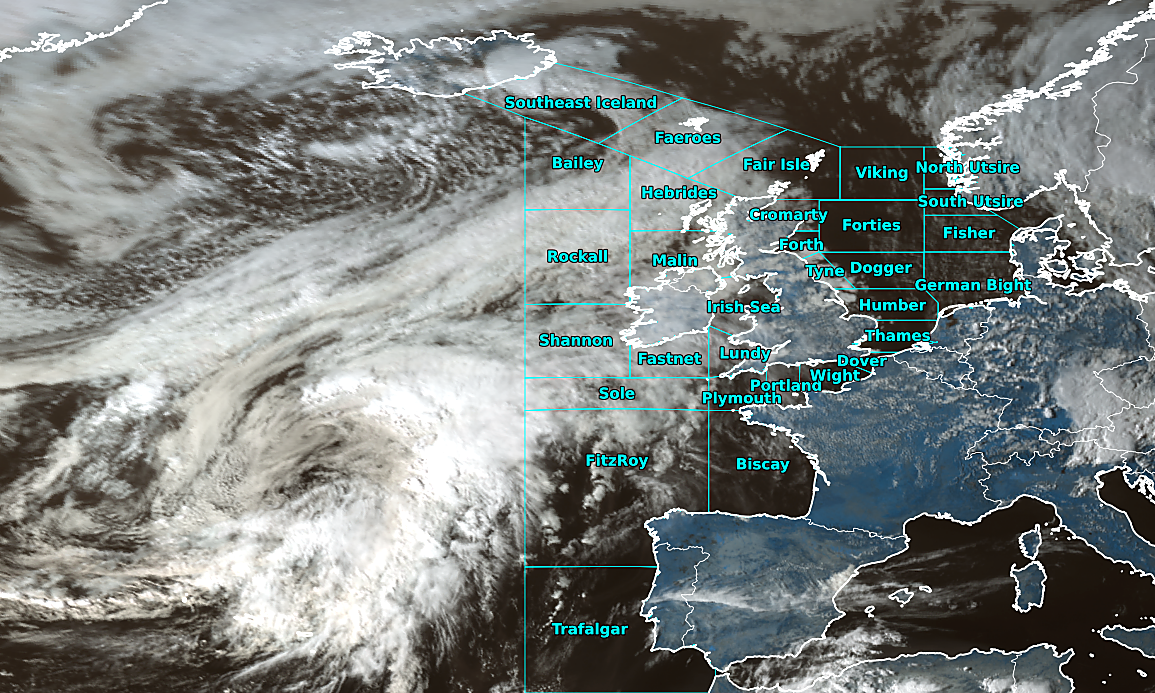 Southeast Iceland
Faeroes
Bailey
Fair Isle
Viking
North Utsire
Hebrides
South Utsire
Cromarty
Forties
Fisher
Forth
Rockall
Malin
Tyne
Dogger
German Bight
Irish Sea
Humber
Shannon
Thames
Fastnet
Lundy
Dover
Wight
Portland
Sole
Plymouth
FitzRoy
Biscay
Trafalgar